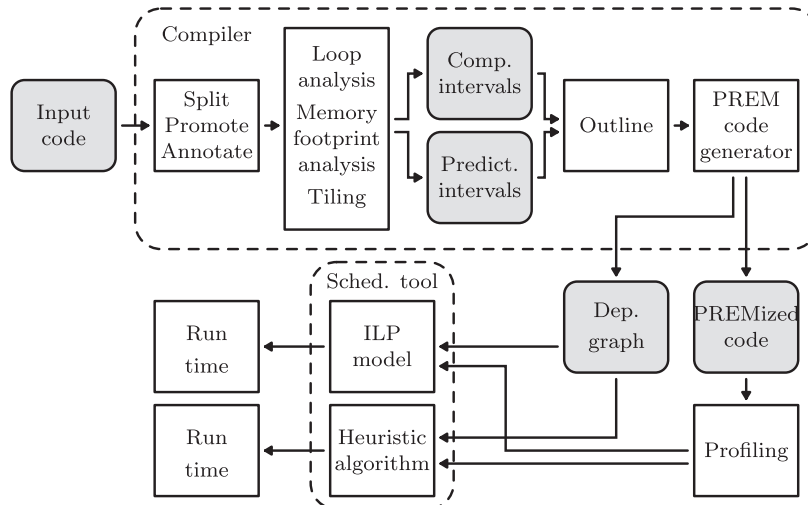 Compiler
Input
code
Split
Promote
Annotate
Loop
analysis
Memory
footprint
analysis
Tiling
Comp.
intervals
Predict.
intervals
Outline
PREM
code
generator
Sched. tool
Run
time
ILP
model
Dep.
graph
PREMized
code
Run
time
Heuristic
algorithm
Profiling